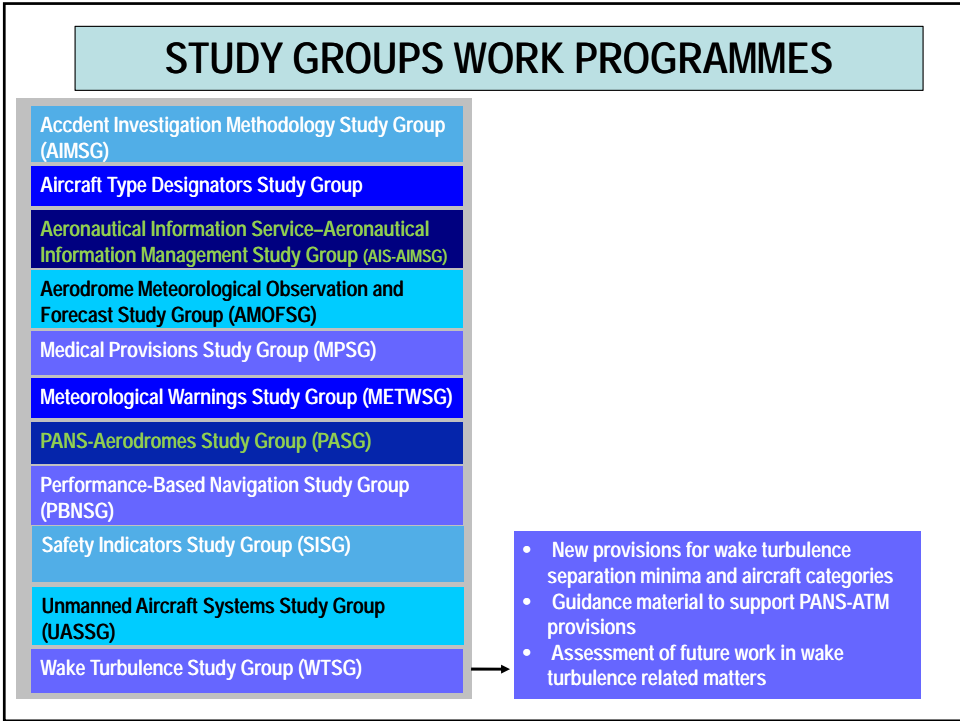 STUDY GROUPS WORK PROGRAMMES
Accdent Investigation Methodology Study Group
(AIMSG)
Aircraft Type Designators Study Group
Aeronautical Information Service–Aeronautical
Information Management Study Group (AIS-AIMSG)
Aerodrome Meteorological Observation and
Forecast Study Group (AMOFSG)
Medical Provisions Study Group (MPSG)
Meteorological Warnings Study Group (METWSG)
PANS-Aerodromes Study Group (PASG)
Performance-Based Navigation Study Group
(PBNSG)
Safety Indicators Study Group (SISG)
Unmanned Aircraft Systems Study Group
(UASSG)
Wake Turbulence Study Group (WTSG)
• New provisions for wake turbulence
separation minima and aircraft categories
• Guidance material to support PANS-ATM
provisions
• Assessment of future work in wake
turbulence related matters